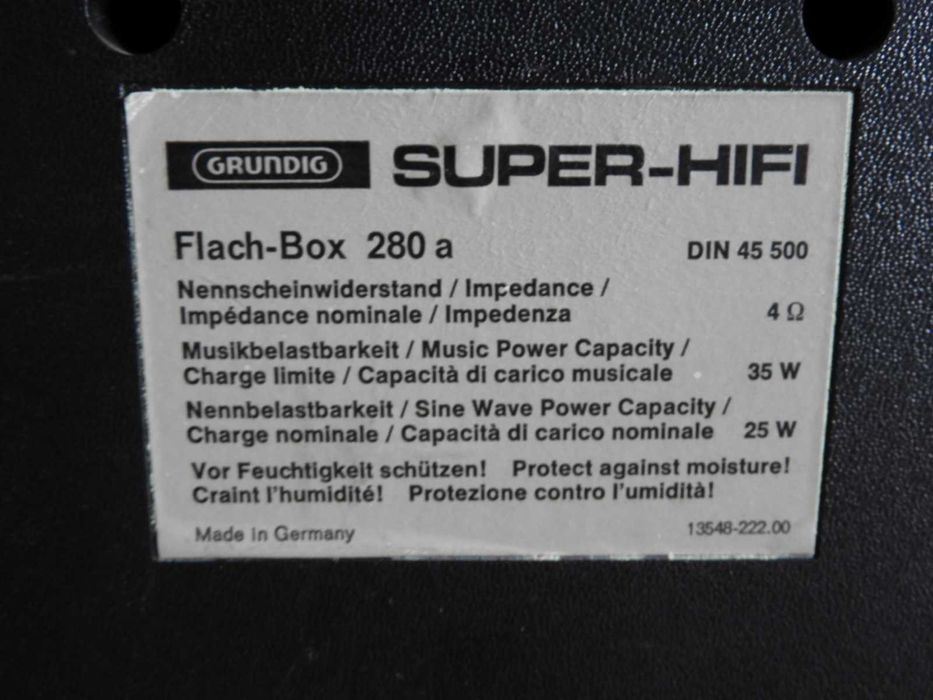 GRUNDIG SUPER-HIFI
Flach-Box 280 a DIN 45 500
Nennscheinwiderstand / Impedance /
Impédance nominale / Impedenza 4 Ω
Musikbelastbarkeit / Music Power Capacity /
Charge limite / Capacità di carico musicale 35 W
Nennbelastbarkeit / Sine Wave Power Capacity /
Charge nominale / Capacità di carico nominale 25 W
Vor Feuchtigkeit schützen! Protect against moisture!
Craint l'humidité! Protezione contro l'umidità!
Made in Germany 13548-222.00